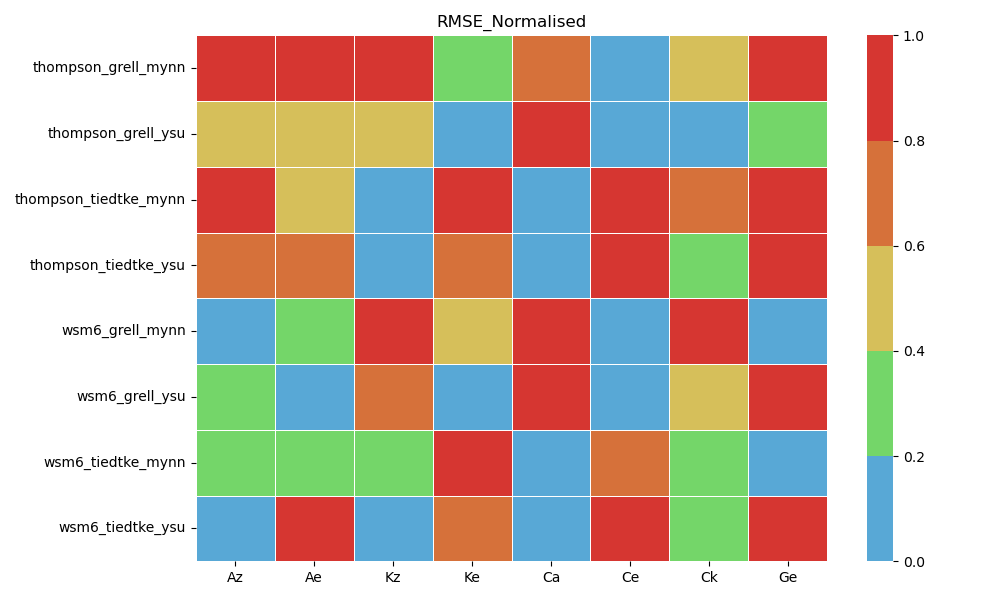 RMSE_Normalised
thompson_grell_mynn
thompson_grell_ysu
thompson_tiedtke_mynn
thompson_tiedtke_ysu
wsm6_grell_mynn
wsm6_grell_ysu
wsm6_tiedtke_mynn
wsm6_tiedtke_ysu
Az Ae Kz Ke Ca Ce Ck Ge
1.0
0.8
0.6
0.4
0.2
0.0